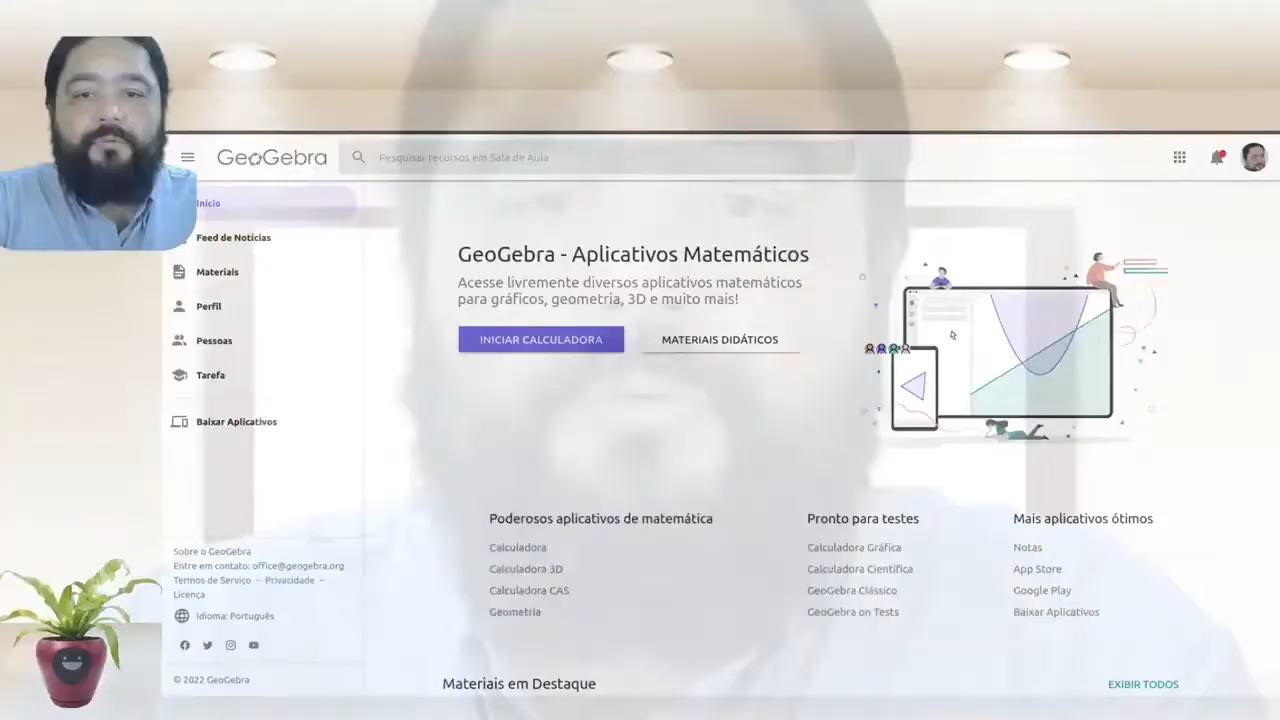 GeoGebra
Pesquisar recursos em Sala de Aula
Início
Feed de Notícias
Materiais
Perfil
Pessoas
Tarefa
Baixar Aplicativos
GeoGebra - Aplicativos Matemáticos
Acesse livremente diversos aplicativos matemáticos
para gráficos, geometria, 3D e muito mais!
INICIAR CALCULADORA
MATERIAIS DIDÁTICOS
Poderosos aplicativos de matemática
Calculadora
Calculadora 3D
Calculadora CAS
Geometria
Pronto para testes
Calculadora Gráfica
Calculadora Científica
GeoGebra Clássico
GeoGebra on Tests
Mais aplicativos ótimos
Notas
App Store
Google Play
Baixar Aplicativos
Sobre o GeoGebra
Entre em contato: office@geogebra.org
Termos de Serviço – Privacidade –
Licença
Idioma: Português
© 2022 GeoGebra
Materiais em Destaque
EXIBIR TODOS